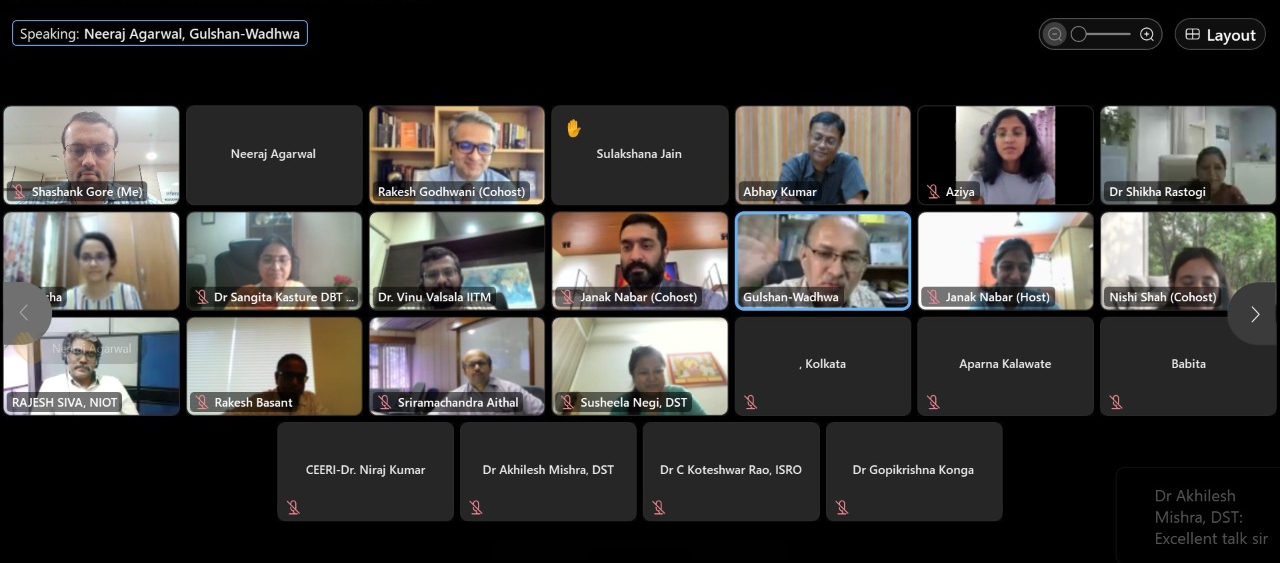 Speaking: Neeraj Agarwal, Gulshan-Wadhwa
Layout
Shashank Gore (Me)
Neeraj Agarwal
Rakesh Godhwani (Cohost)
Sulakshana Jain
Abhay Kumar
Aziya
Dr Shikha Rastogi
Dr Sangita Kasture DBT ...
Dr. Vinu Valsala IITM
Janak Nabar (Cohost)
Gulshan-Wadhwa
Janak Nabar (Host)
Nishi Shah (Cohost)
Neeraj Agarwal
RAJESH SIVA, NIOT
Rakesh Basant
Sriramachandra Aithal
Susheela Negi, DST
, Kolkata
Aparna Kalawate
Babita
CEERI-Dr. Niraj Kumar
Dr Akhilesh Mishra, DST
Dr C Koteshwar Rao, ISRO
Dr Gopikrishna Konga
Dr Akhilesh
Mishra, DST:
Excellent talk sir